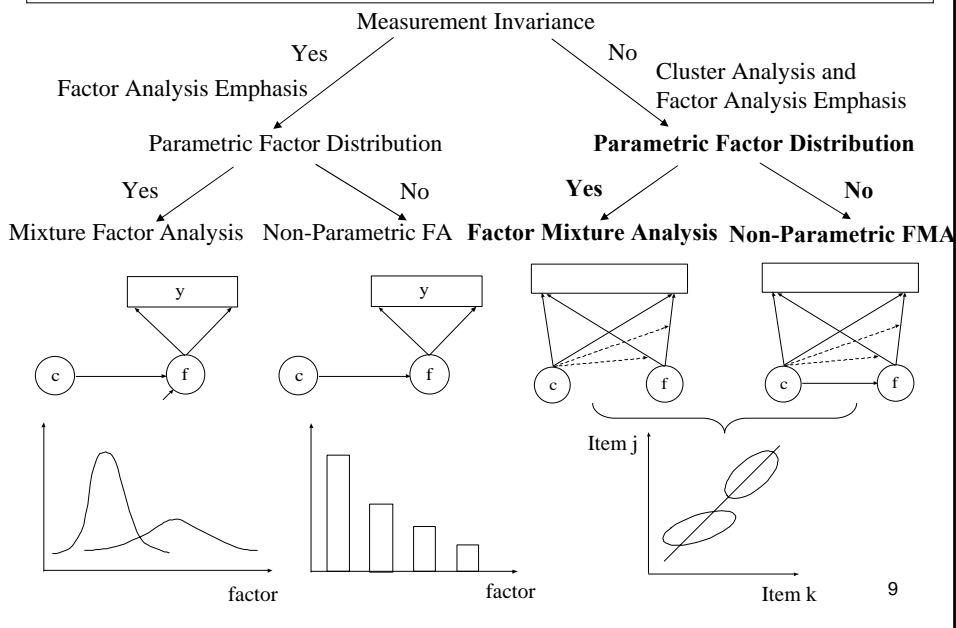 Measurement Invariance
Yes
No
Factor Analysis Emphasis
Cluster Analysis and
Factor Analysis Emphasis
Parametric Factor Distribution
Parametric Factor Distribution
Yes
No
Yes
No
Mixture Factor Analysis
Non-Parametric FA
Factor Mixture Analysis
Non-Parametric FMA
y
y
c
f
c
f
c
f
c
f
Item j
factor
factor
Item k
9